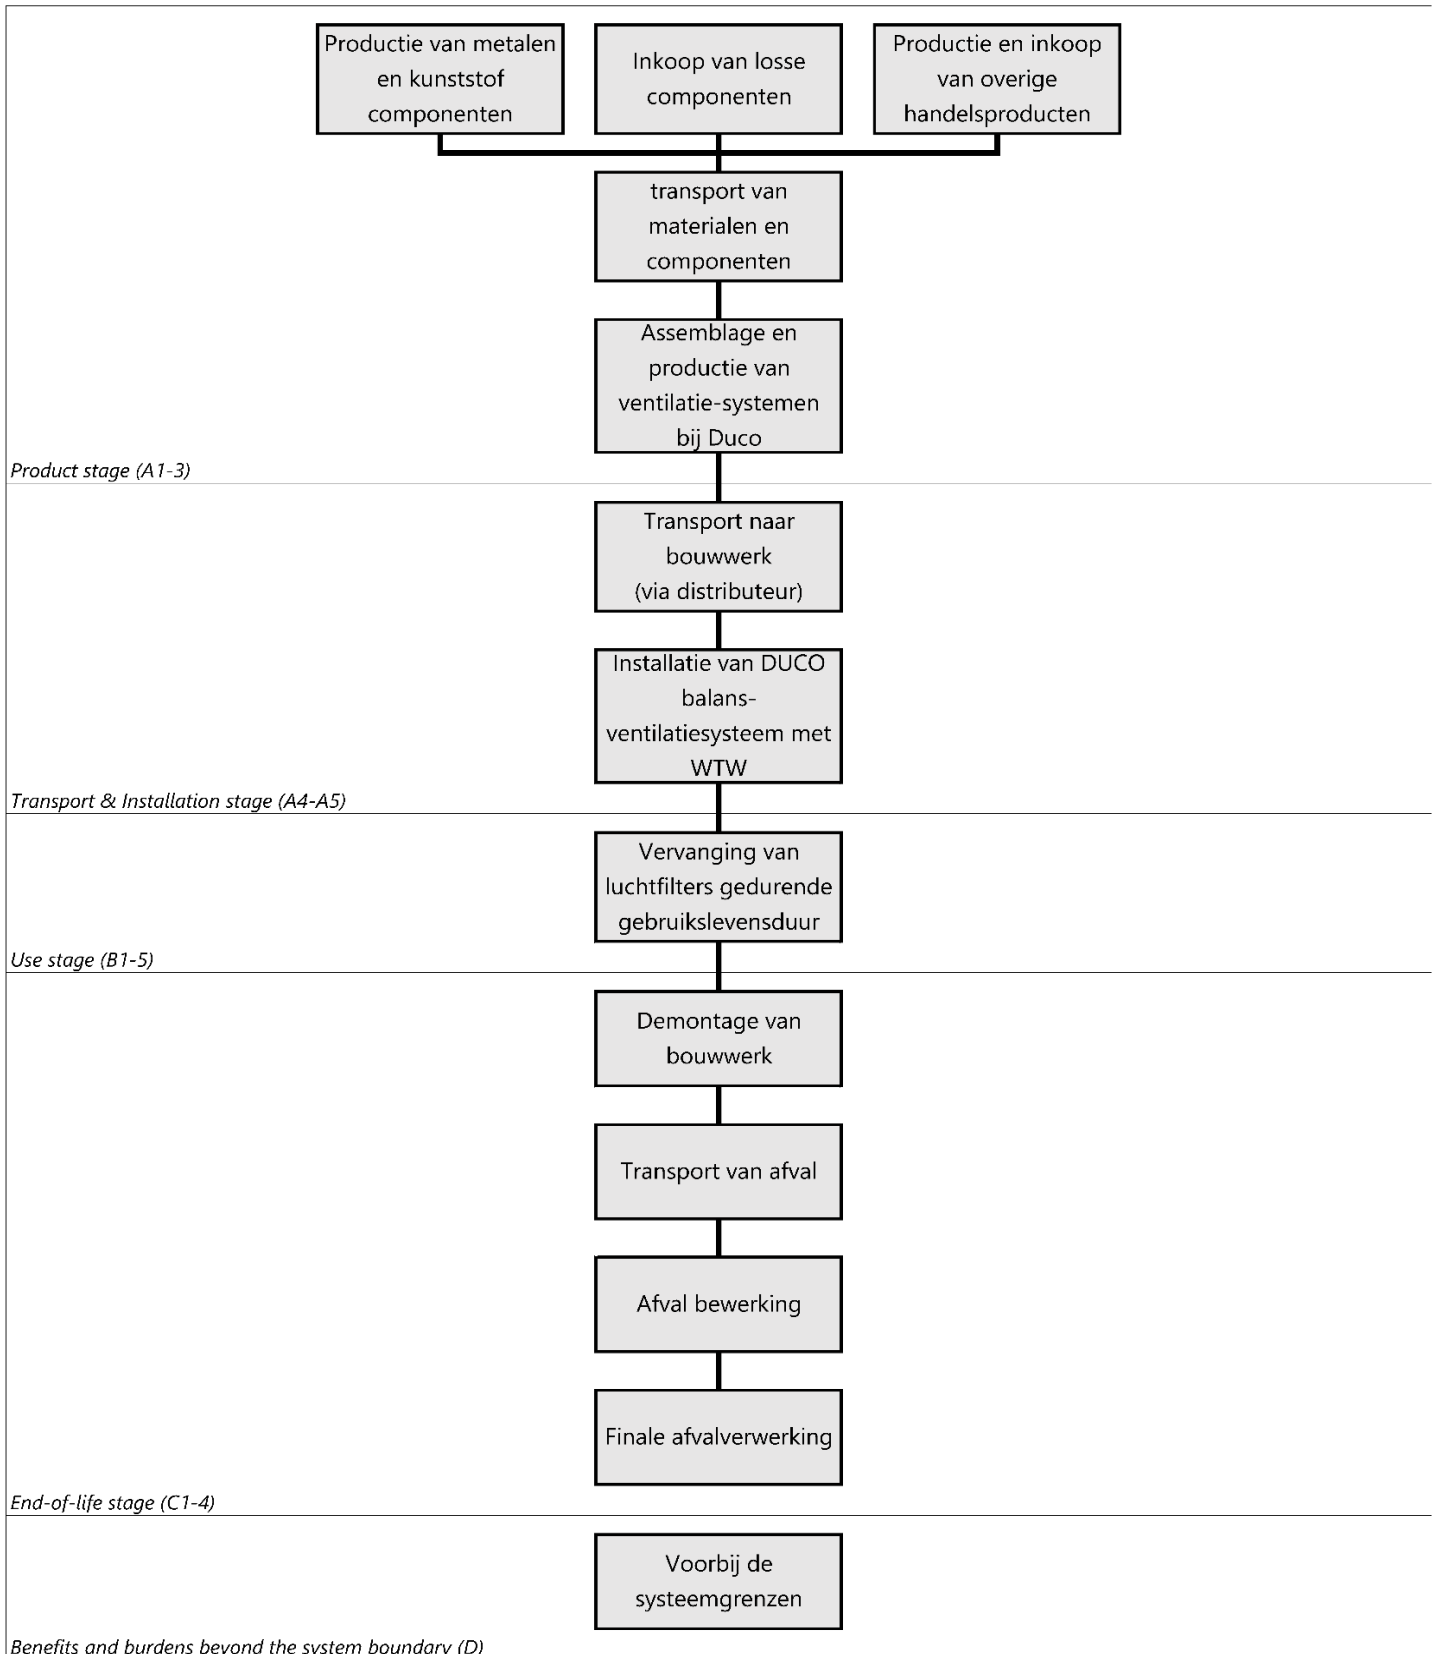 Productie van metalen
en kunststof
componenten
Inkoop van losse
componenten
Productie en inkoop
van overige
handelsproducten
transport van
materialen en
componenten
Assemblage en
productie van
ventilatie-systemen
bij Duco
Product stage (A1-3)
Transport naar
bouwwerk
(via distributeur)
Installatie van DUCO
balans-
ventilatiesysteem met
WTW
Transport & Installation stage (A4-A5)
Vervanging van
luchtfilters gedurende
gebruikslevensduur
Use stage (B1-5)
Demontage van
bouwwerk
Transport van afval
Afval bewerking
Finale afvalverwerking
End-of-life stage (C1-4)
Voorbij de
systeemgrenzen
Benefits and burdens beyond the system boundary (D)